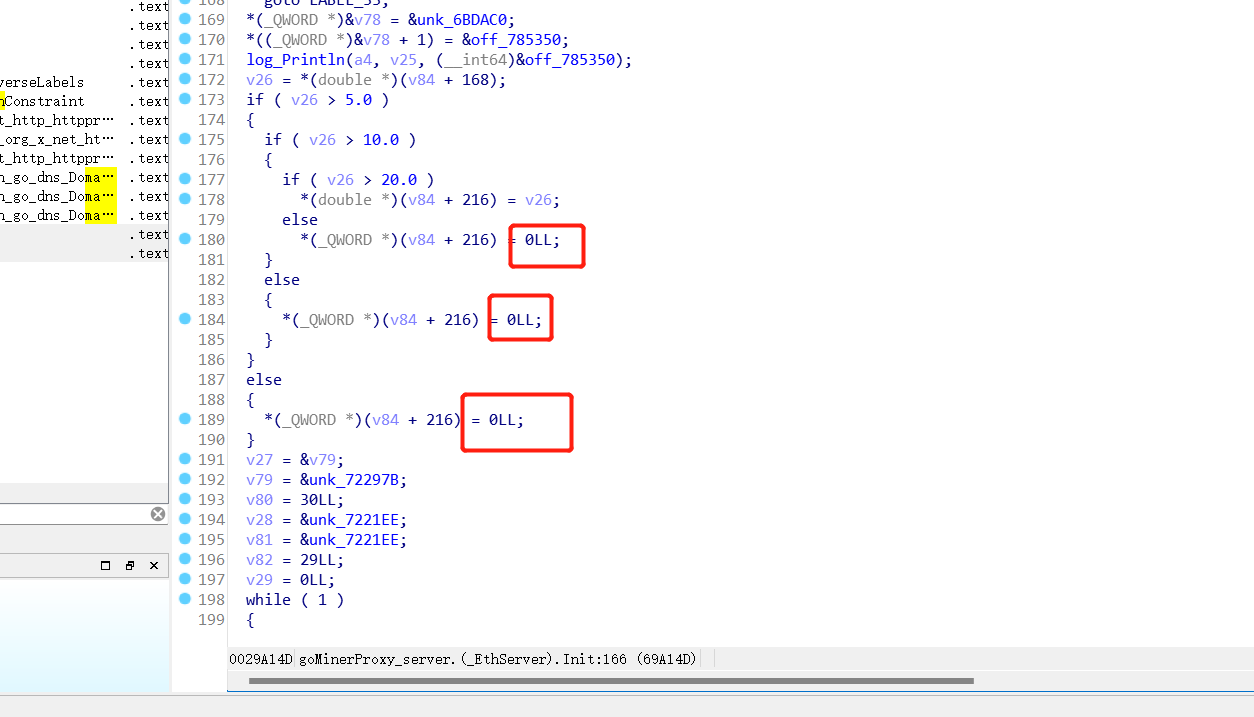 .text
.text
.text
.text
verseLabels .text
nConstraint .text
t_http_httppr… .text
_org_x_net_ht… .text
t_http_httppr… .text
n_go_dns_Doma… .text
n_go_dns_Doma… .text
n_go_dns_Doma… .text
.text
.text
168 goto LABEL_55;
169 *(_QWORD *)&v78 = &unk_6BDAC0;
170 *((_QWORD *)&v78 + 1) = &off_785350;
171 log_Println(a4, v25, (__int64)&off_785350);
172 v26 = *(double *)(v84 + 168);
173 if ( v26 > 5.0 )
174 {
175 if ( v26 > 10.0 )
176 {
177 if ( v26 > 20.0 )
178 *(double *)(v84 + 216) = v26;
179 else
180 *(_QWORD *)(v84 + 216) = 0LL;
181 }
182 else
183 {
184 *(_QWORD *)(v84 + 216) = 0LL;
185 }
186 }
187 else
188 {
189 *(_QWORD *)(v84 + 216) = 0LL;
190 }
191 v27 = &v79;
192 v79 = &unk_72297B;
193 v80 = 30LL;
194 v28 = &unk_7221EE;
195 v81 = &unk_7221EE;
196 v82 = 29LL;
197 v29 = 0LL;
198 while ( 1 )
199 {
0029A14D goMinerProxy_server.(_EthServer).Init:166 (69A14D)